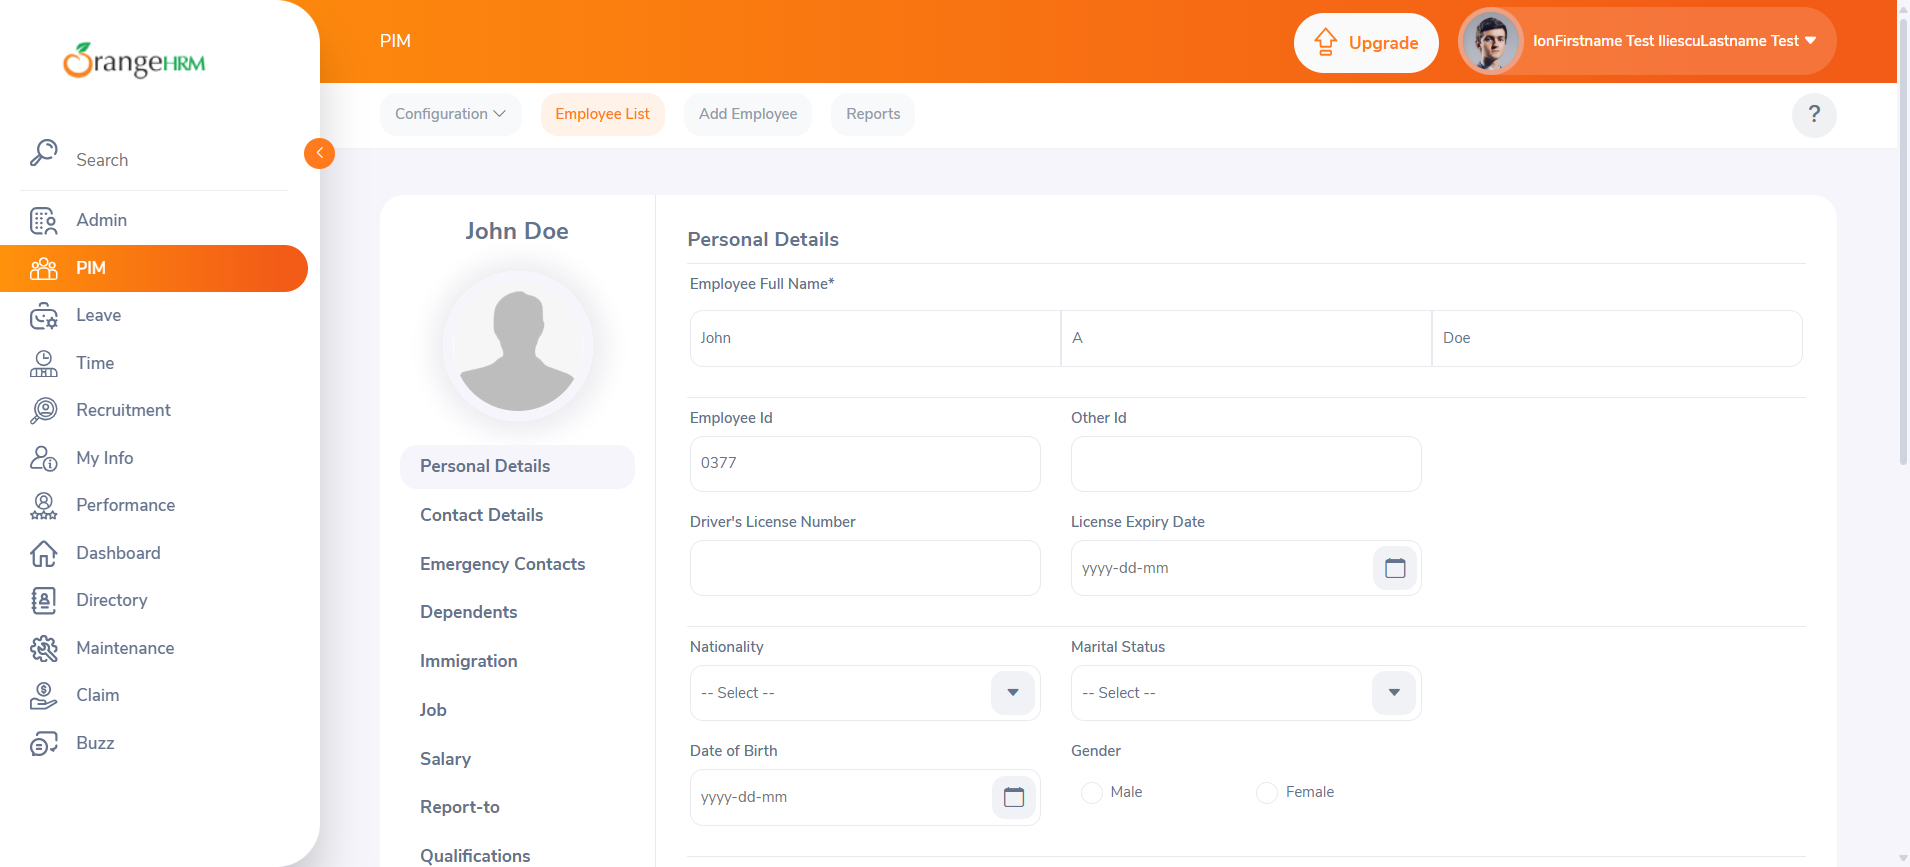 OrangeHRM
Search
Admin
PIM
Leave
Time
Recruitment
My Info
Performance
Dashboard
Directory
Maintenance
Claim
Buzz
PIM
Upgrade
IonFirstname Test IliescuLastname Test
Configuration
Employee List
Add Employee
Reports
?
John Doe
Personal Details
Contact Details
Emergency Contacts
Dependents
Immigration
Job
Salary
Report-to
Qualifications
Personal Details
Employee Full Name*
John A Doe
Employee Id Other Id
0377
Driver's License Number License Expiry Date
yyyy-dd-mm
Nationality Marital Status
-- Select -- -- Select --
Date of Birth Gender
yyyy-dd-mm Male Female